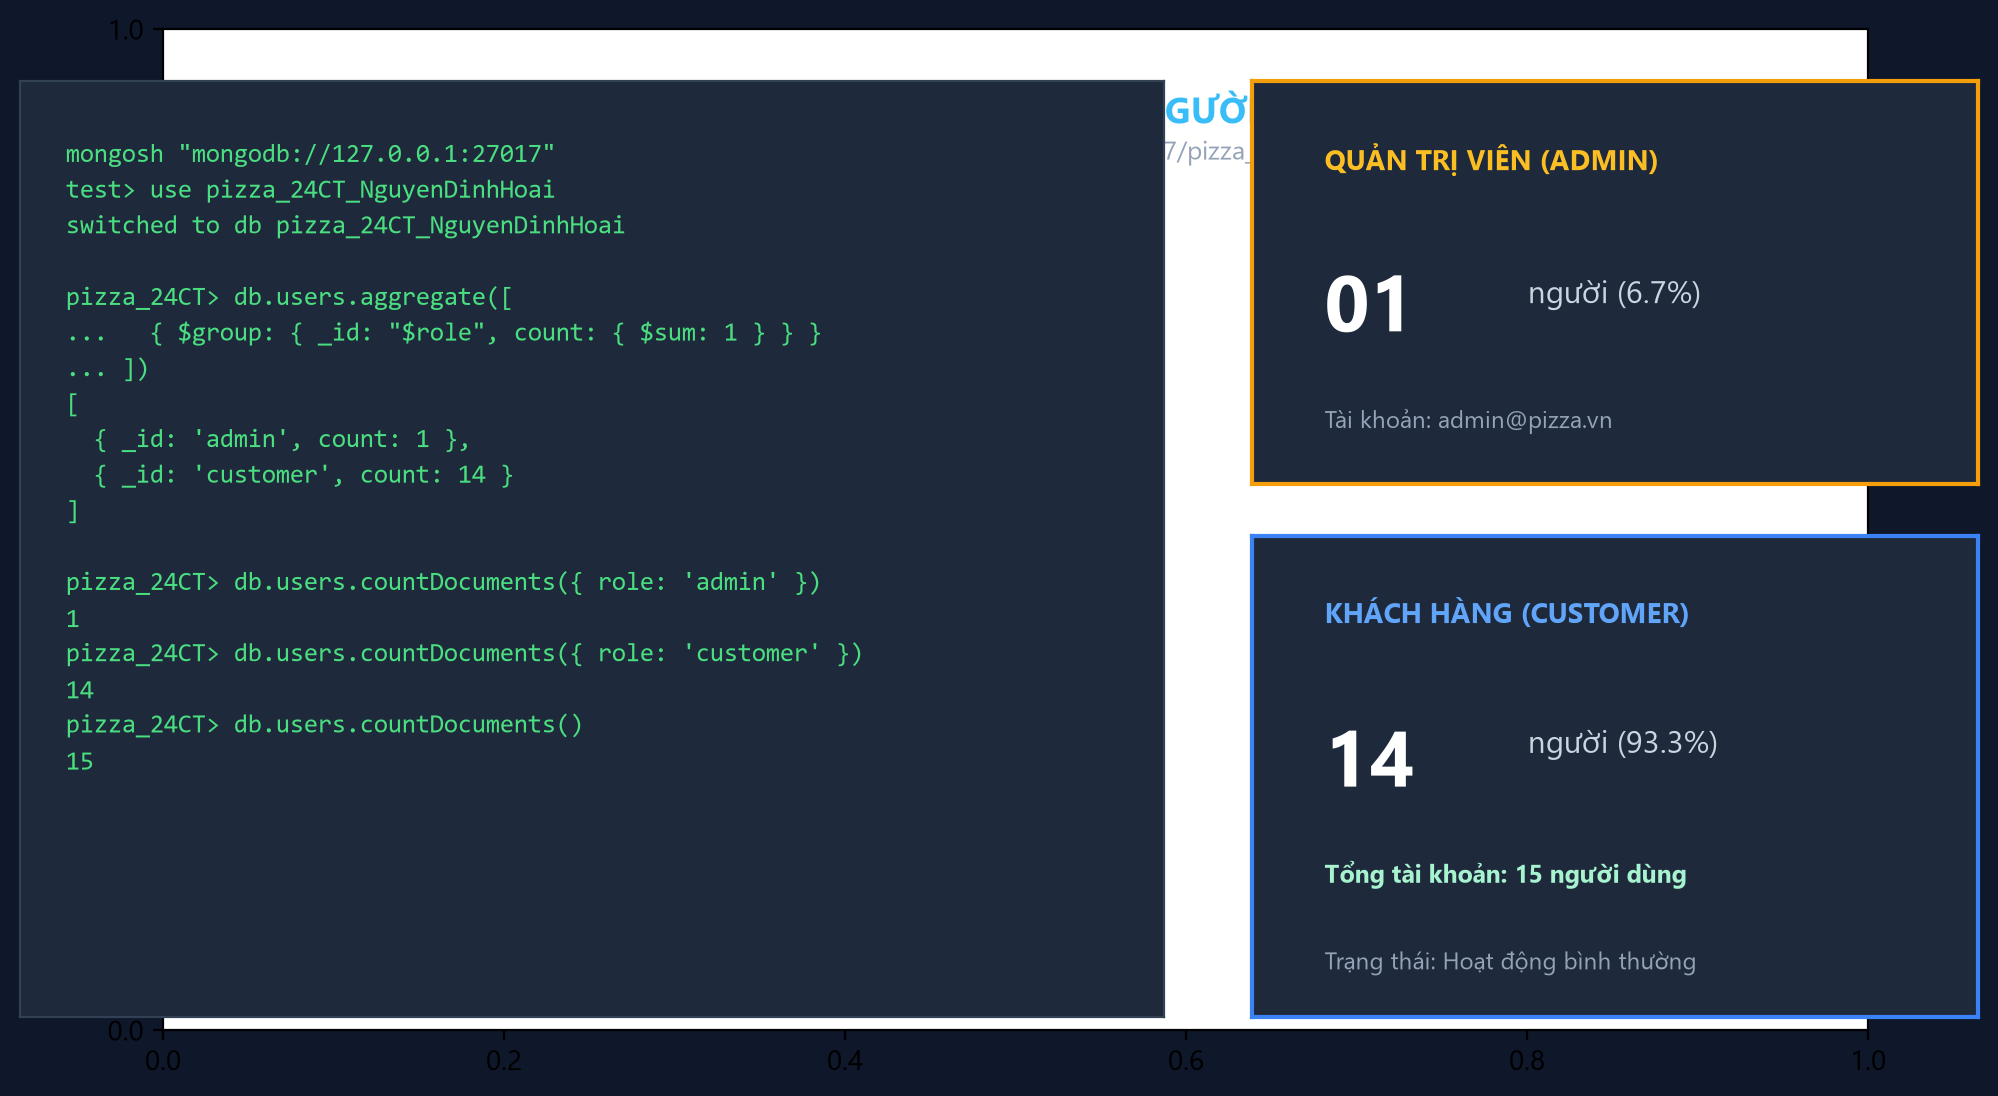 1.0
GƯỜ
7/pizza_
mongosh "mongodb://127.0.0.1:27017"
test> use pizza_24CT_NguyenDinhHoai
switched to db pizza_24CT_NguyenDinhHoai
pizza_24CT> db.users.aggregate([
...   { $group: { _id: "$role", count: { $sum: 1 } } }
... ])
[
  { _id: 'admin', count: 1 },
  { _id: 'customer', count: 14 }
]
pizza_24CT> db.users.countDocuments({ role: 'admin' })
1
pizza_24CT> db.users.countDocuments({ role: 'customer' })
14
pizza_24CT> db.users.countDocuments()
15
QUẢN TRỊ VIÊN (ADMIN)
01 người (6.7%)
Tài khoản: admin@pizza.vn
KHÁCH HÀNG (CUSTOMER)
14 người (93.3%)
Tổng tài khoản: 15 người dùng
Trạng thái: Hoạt động bình thường
0.0
0.0 0.2 0.4 0.6 0.8 1.0